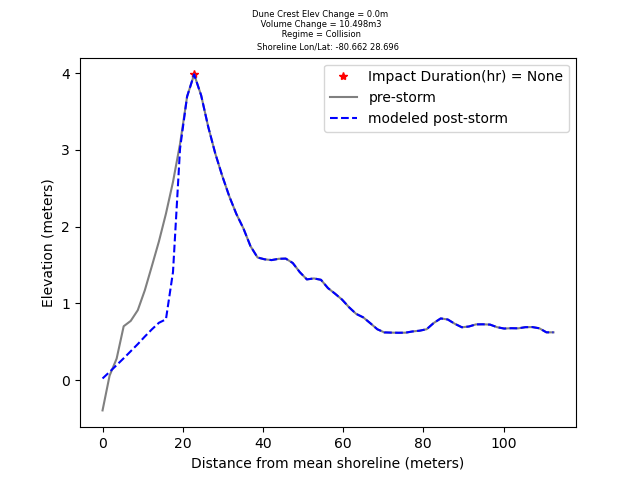 Dune Crest Elev Change = 0.0m
Volume Change = 10.498m3
Regime = Collision
Shoreline Lon/Lat: -80.662 28.696
Impact Duration(hr) = None
pre-storm
modeled post-storm
Elevation (meters)
4
3
2
1
0
0 20 40 60 80 100
Distance from mean shoreline (meters)